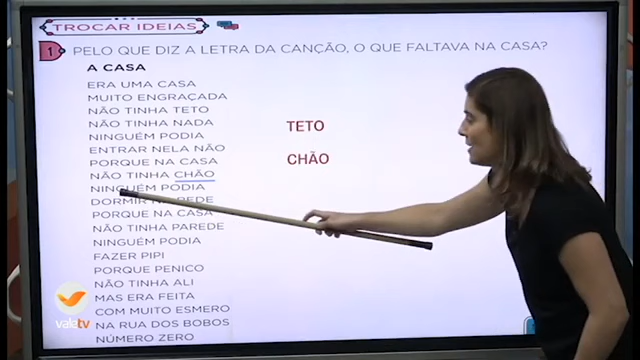 TROCAR IDEIAS
1 PELO QUE DIZ A LETRA DA CANÇÃO, O QUE FALTAVA NA CASA?
A CASA
ERA UMA CASA
MUITO ENGRAÇADA
NÃO TINHA TETO
NÃO TINHA NADA
NINGUÉM PODIA
ENTRAR NELA NÃO
PORQUE NA CASA
NÃO TINHA CHÃO
NINGUÉM PODIA
DORMIR NA REDE
PORQUE NA CASA
NÃO TINHA PAREDE
NINGUÉM PODIA
FAZER PIPI
PORQUE PENICO
NÃO TINHA ALI
MAS ERA FEITA
COM MUITO ESMERO
NA RUA DOS BOBOS
NÚMERO ZERO
TETO
CHÃO
valetv